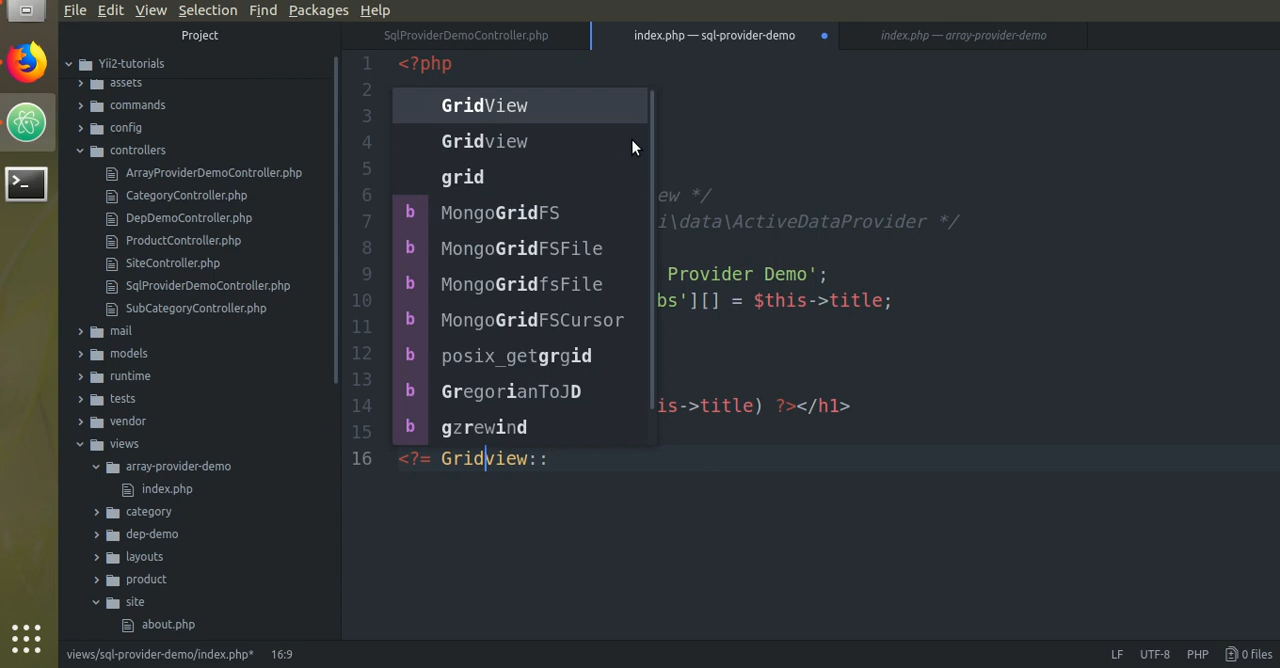 File Edit View Selection Find Packages Help
Project
SqlProviderDemoController.php
index.php — sql-provider-demo
index.php — array-provider-demo
Yii2-tutorials
assets
commands
config
controllers
ArrayProviderDemoController.php
CategoryController.php
DepDemoController.php
ProductController.php
SiteController.php
SqlProviderDemoController.php
SubCategoryController.php
mail
models
runtime
tests
vendor
views
array-provider-demo
index.php
category
dep-demo
layouts
product
site
about.php
1 <?php
2
3
4
5
6 ew */
7 i\data\ActiveDataProvider */
8
9 Provider Demo';
10 bs'][] = $this->title;
11
12
13
14 is->title) ?></h1>
15
16 <?= Gridview::
GridView
Gridview
grid
b MongoGridFS
b MongoGridFSFile
b MongoGridfsFile
b MongoGridFSCursor
b posix_getgrgid
b GregorianToJD
b gzrewind
views/sql-provider-demo/index.php* 16:9
LF UTF-8 PHP 0 files